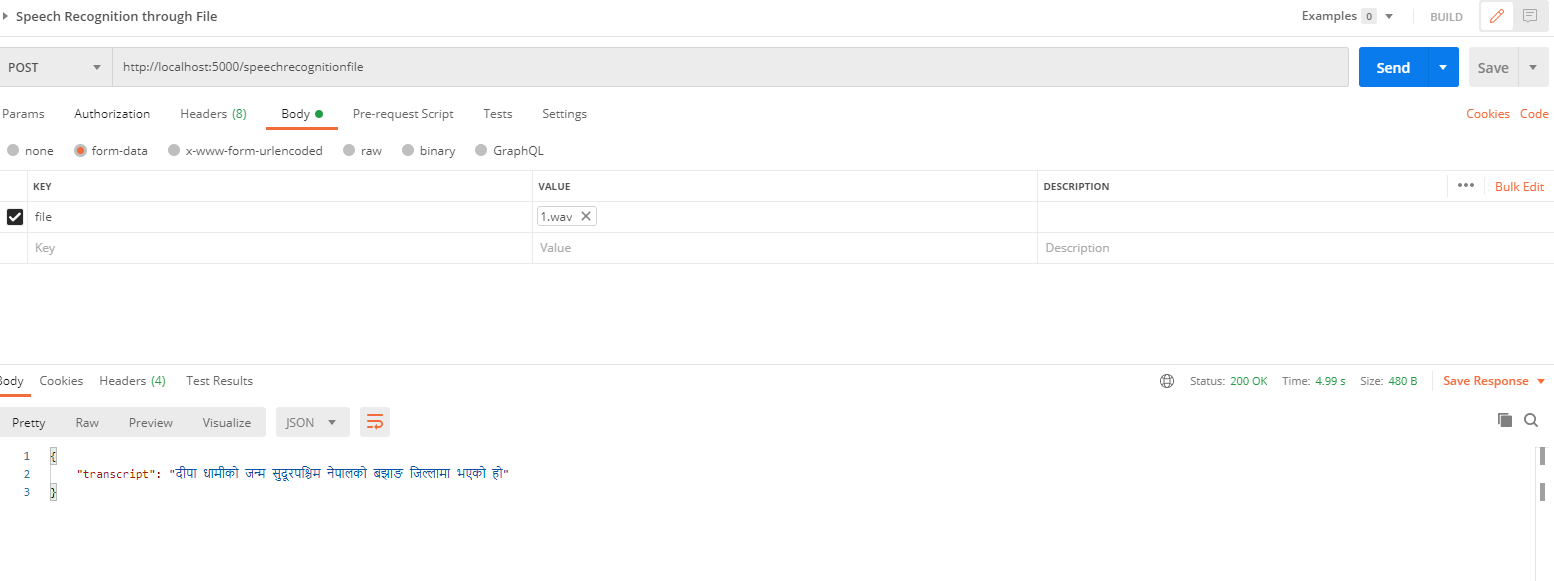 Speech Recognition through File
Examples 0 BUILD
POST http://localhost:5000/speechrecognitionfile Send Save
Params Authorization Headers (8) Body Pre-request Script Tests Settings Cookies Code
none form-data x-www-form-urlencoded raw binary GraphQL
KEY VALUE DESCRIPTION ••• Bulk Edit
file 1.wav
Key Value Description
Body Cookies Headers (4) Test Results Status: 200 OK Time: 4.99 s Size: 480 B Save Response
Pretty Raw Preview Visualize JSON
1 {
2 "transcript": "दीपा धामीको जन्म सुदूरपश्चिम नेपालको बझाङ जिल्लामा भएको हो"
3 }